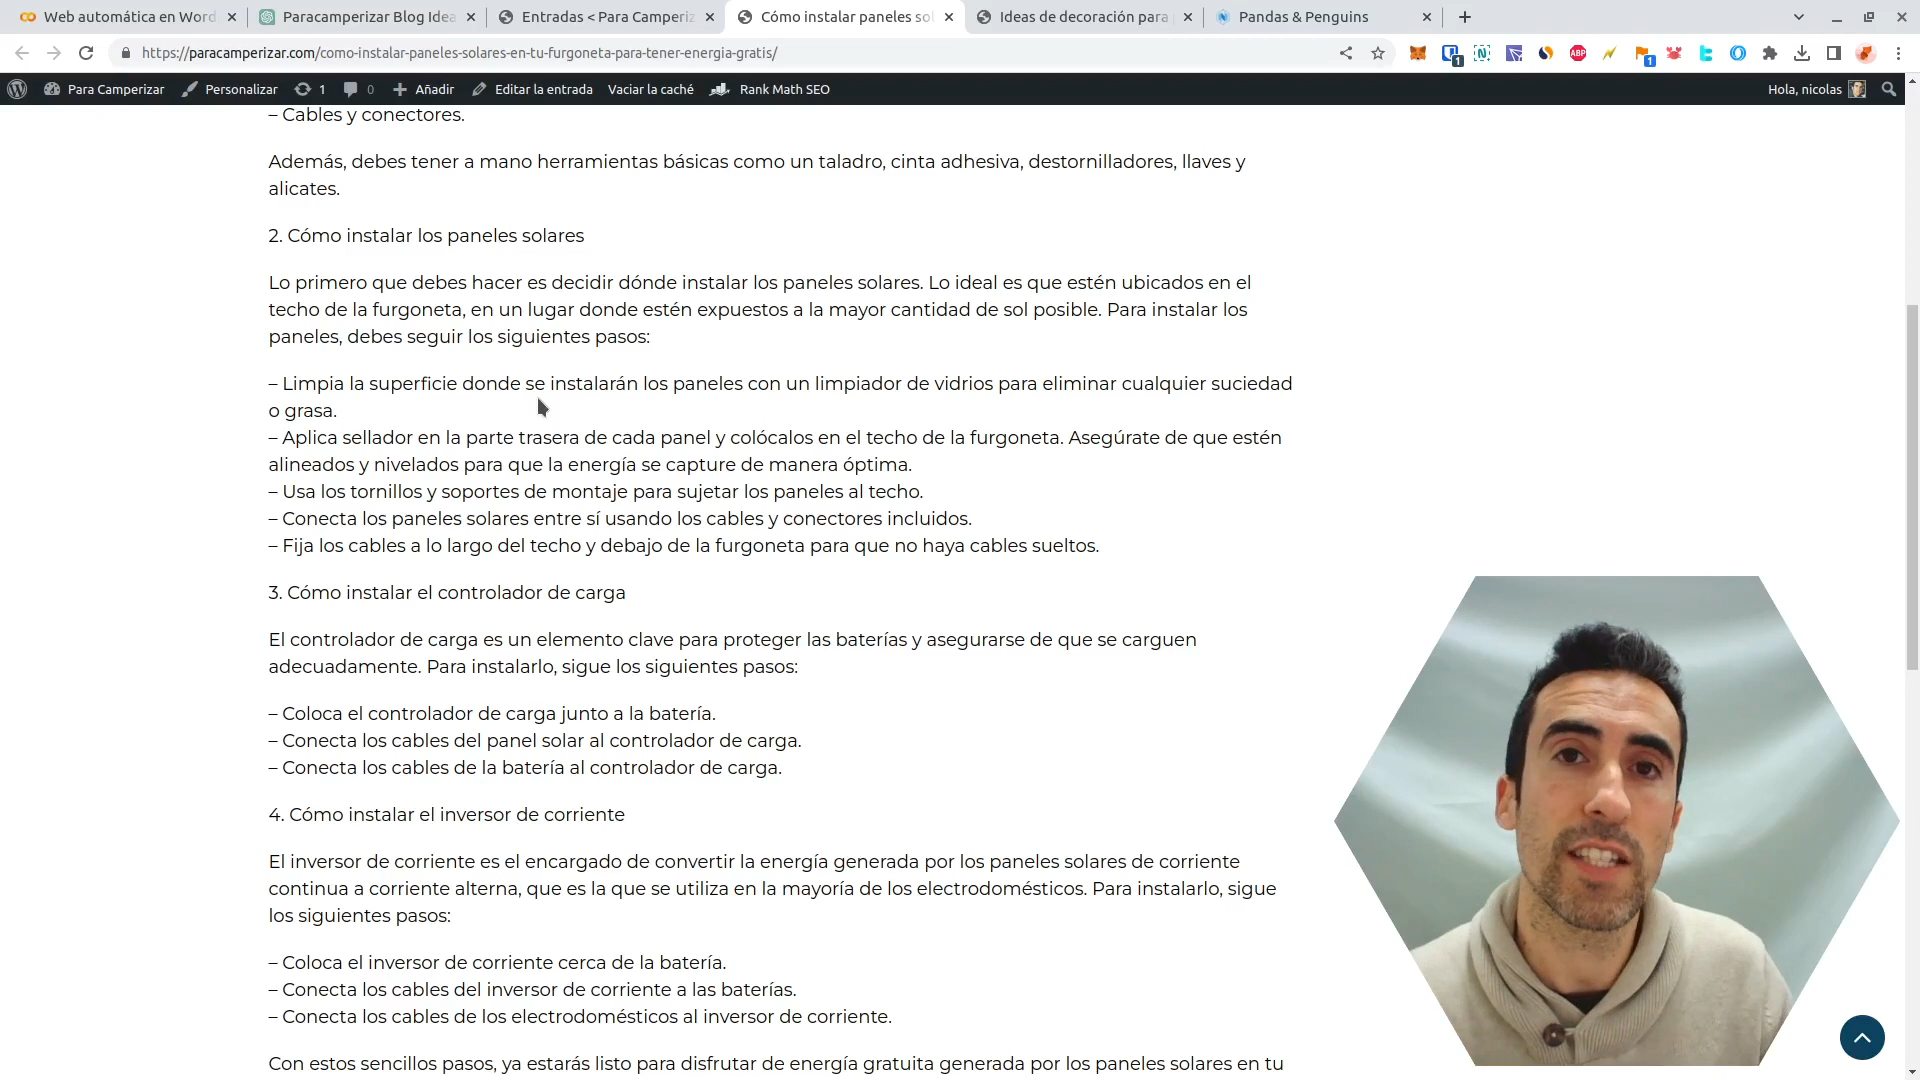 Web automática en Word
Paracamperizar Blog Idea
Entradas < Para Camperiz
Cómo instalar paneles sol
Ideas de decoración para
Pandas & Penguins
https://paracamperizar.com/como-instalar-paneles-solares-en-tu-furgoneta-para-tener-energia-gratis/
1
ABP
1
Para Camperizar
Personalizar
1
0
Añadir
Editar la entrada
Vaciar la caché
Rank Math SEO
Hola, nicolas
– Cables y conectores.
Además, debes tener a mano herramientas básicas como un taladro, cinta adhesiva, destornilladores, llaves y
alicates.
2. Cómo instalar los paneles solares
Lo primero que debes hacer es decidir dónde instalar los paneles solares. Lo ideal es que estén ubicados en el
techo de la furgoneta, en un lugar donde estén expuestos a la mayor cantidad de sol posible. Para instalar los
paneles, debes seguir los siguientes pasos:
– Limpia la superficie donde se instalarán los paneles con un limpiador de vidrios para eliminar cualquier suciedad
o grasa.
– Aplica sellador en la parte trasera de cada panel y colócalos en el techo de la furgoneta. Asegúrate de que estén
alineados y nivelados para que la energía se capture de manera óptima.
– Usa los tornillos y soportes de montaje para sujetar los paneles al techo.
– Conecta los paneles solares entre sí usando los cables y conectores incluidos.
– Fija los cables a lo largo del techo y debajo de la furgoneta para que no haya cables sueltos.
3. Cómo instalar el controlador de carga
El controlador de carga es un elemento clave para proteger las baterías y asegurarse de que se carguen
adecuadamente. Para instalarlo, sigue los siguientes pasos:
– Coloca el controlador de carga junto a la batería.
– Conecta los cables del panel solar al controlador de carga.
– Conecta los cables de la batería al controlador de carga.
4. Cómo instalar el inversor de corriente
El inversor de corriente es el encargado de convertir la energía generada por los paneles solares de corriente
continua a corriente alterna, que es la que se utiliza en la mayoría de los electrodomésticos. Para instalarlo, sigue
los siguientes pasos:
– Coloca el inversor de corriente cerca de la batería.
– Conecta los cables del inversor de corriente a las baterías.
– Conecta los cables de los electrodomésticos al inversor de corriente.
Con estos sencillos pasos, ya estarás listo para disfrutar de energía gratuita generada por los paneles solares en tu